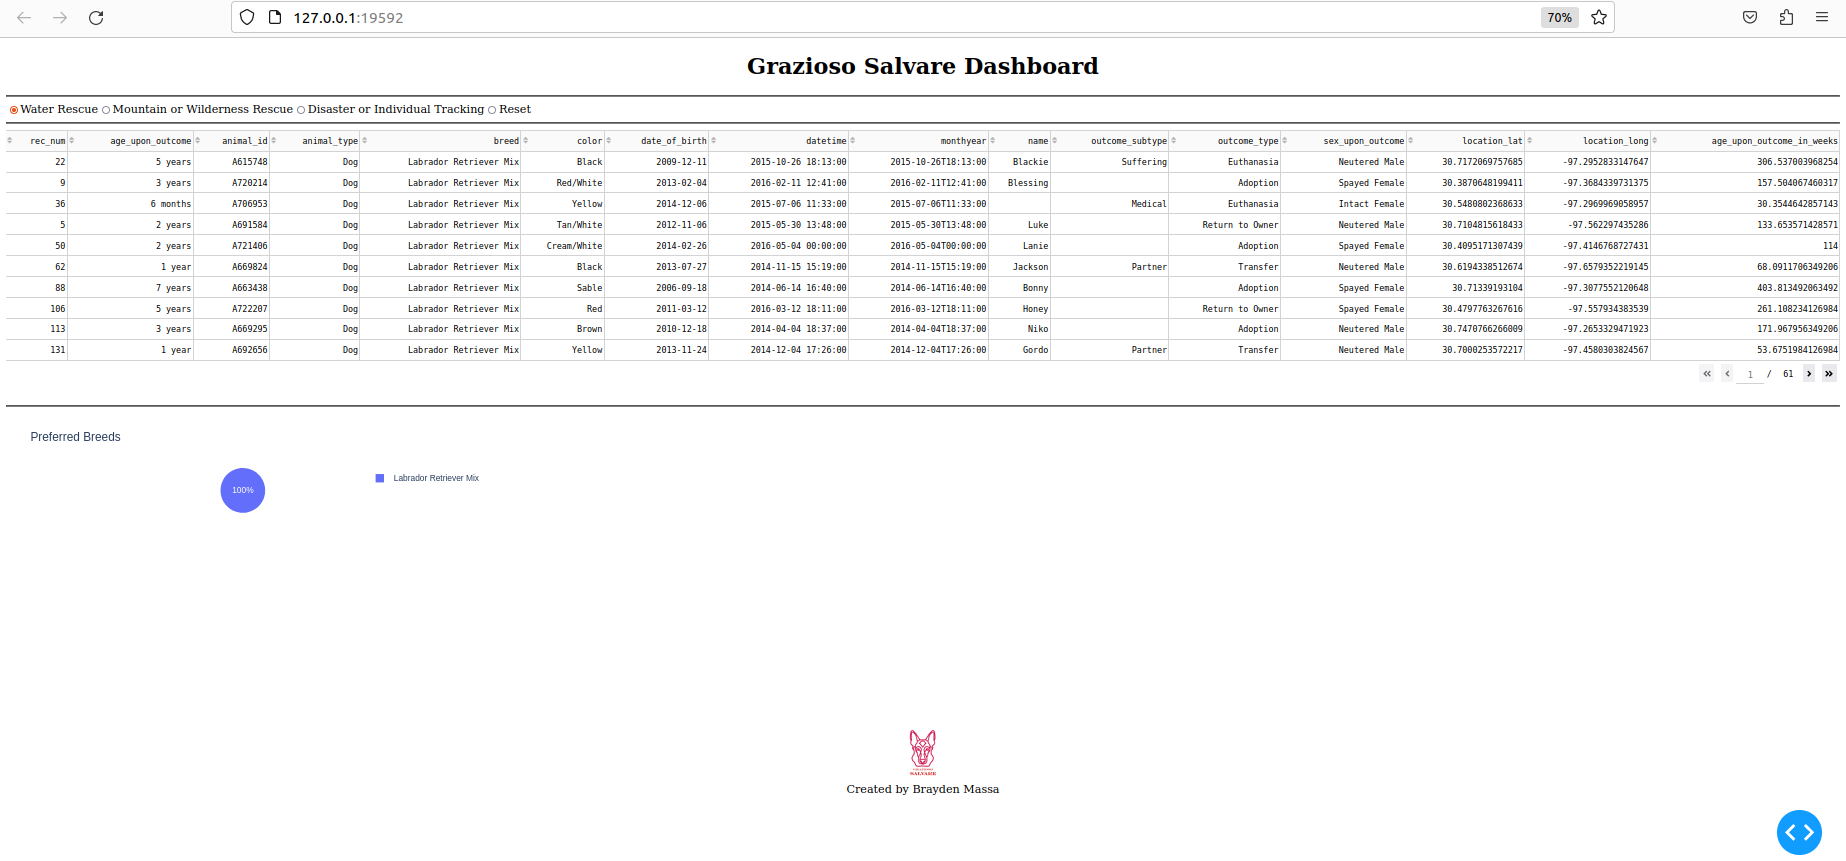 127.0.0.1:19592
70%
Grazioso Salvare Dashboard
Water Rescue Mountain or Wilderness Rescue Disaster or Individual Tracking Reset
rec_num age_upon_outcome animal_id animal_type breed color date_of_birth datetime monthyear name outcome_subtype outcome_type sex_upon_outcome location_lat location_long age_upon_outcome_in_weeks
22 5 years A615748 Dog Labrador Retriever Mix Black 2009-12-11 2015-10-26 18:13:00 2015-10-26T18:13:00 Blackie Suffering Euthanasia Neutered Male 30.7172069757685 -97.2952833147647 306.537003968254
9 3 years A720214 Dog Labrador Retriever Mix Red/White 2013-02-04 2016-02-11 12:41:00 2016-02-11T12:41:00 Blessing Adoption Spayed Female 30.3870648199411 -97.3684339731375 157.504067460317
36 6 months A706953 Dog Labrador Retriever Mix Yellow 2014-12-06 2015-07-06 11:33:00 2015-07-06T11:33:00 Medical Euthanasia Intact Female 30.5480802368633 -97.2969969058957 30.3544642857143
5 2 years A691584 Dog Labrador Retriever Mix Tan/White 2012-11-06 2015-05-30 13:48:00 2015-05-30T13:48:00 Luke Return to Owner Neutered Male 30.7104815618433 -97.562297435286 133.653571428571
50 2 years A721406 Dog Labrador Retriever Mix Cream/White 2014-02-26 2016-05-04 00:00:00 2016-05-04T00:00:00 Lanie Adoption Spayed Female 30.4095171307439 -97.4146768727431 114
62 1 year A669824 Dog Labrador Retriever Mix Black 2013-07-27 2014-11-15 15:19:00 2014-11-15T15:19:00 Jackson Partner Transfer Neutered Male 30.6194338512674 -97.6579352219145 68.0911706349206
88 7 years A663438 Dog Labrador Retriever Mix Sable 2006-09-18 2014-06-14 16:40:00 2014-06-14T16:40:00 Bonny Adoption Spayed Female 30.71339193104 -97.3077552120648 403.813492063492
106 5 years A722207 Dog Labrador Retriever Mix Red 2011-03-12 2016-03-12 18:11:00 2016-03-12T18:11:00 Honey Return to Owner Spayed Female 30.4797763267616 -97.557934383539 261.108234126984
113 3 years A669295 Dog Labrador Retriever Mix Brown 2010-12-18 2014-04-04 18:37:00 2014-04-04T18:37:00 Niko Adoption Neutered Male 30.7470766266009 -97.2653329471923 171.967956349206
131 1 year A692656 Dog Labrador Retriever Mix Yellow 2013-11-24 2014-12-04 17:26:00 2014-12-04T17:26:00 Gordo Partner Transfer Neutered Male 30.7000253572217 -97.4580303824567 53.6751984126984
« ‹ 1 / 61 › »
Preferred Breeds
Labrador Retriever Mix
100%
SALVARE
Created by Brayden Massa